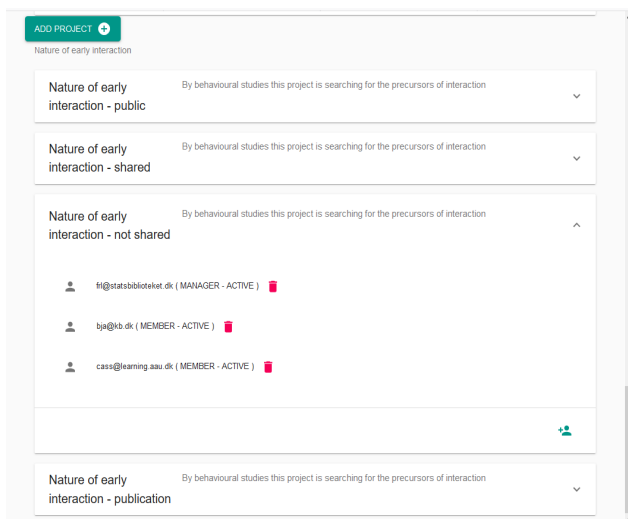 ADD PROJECT
Nature of early interaction
Nature of early
interaction - public
By behavioural studies this project is searching for the precursors of interaction
Nature of early
interaction - shared
By behavioural studies this project is searching for the precursors of interaction
Nature of early
interaction - not shared
By behavioural studies this project is searching for the precursors of interaction
frl@statsbiblioteket.dk ( MANAGER - ACTIVE )
bja@kb.dk ( MEMBER - ACTIVE )
cass@learning.aau.dk ( MEMBER - ACTIVE )
Nature of early
interaction - publication
By behavioural studies this project is searching for the precursors of interaction